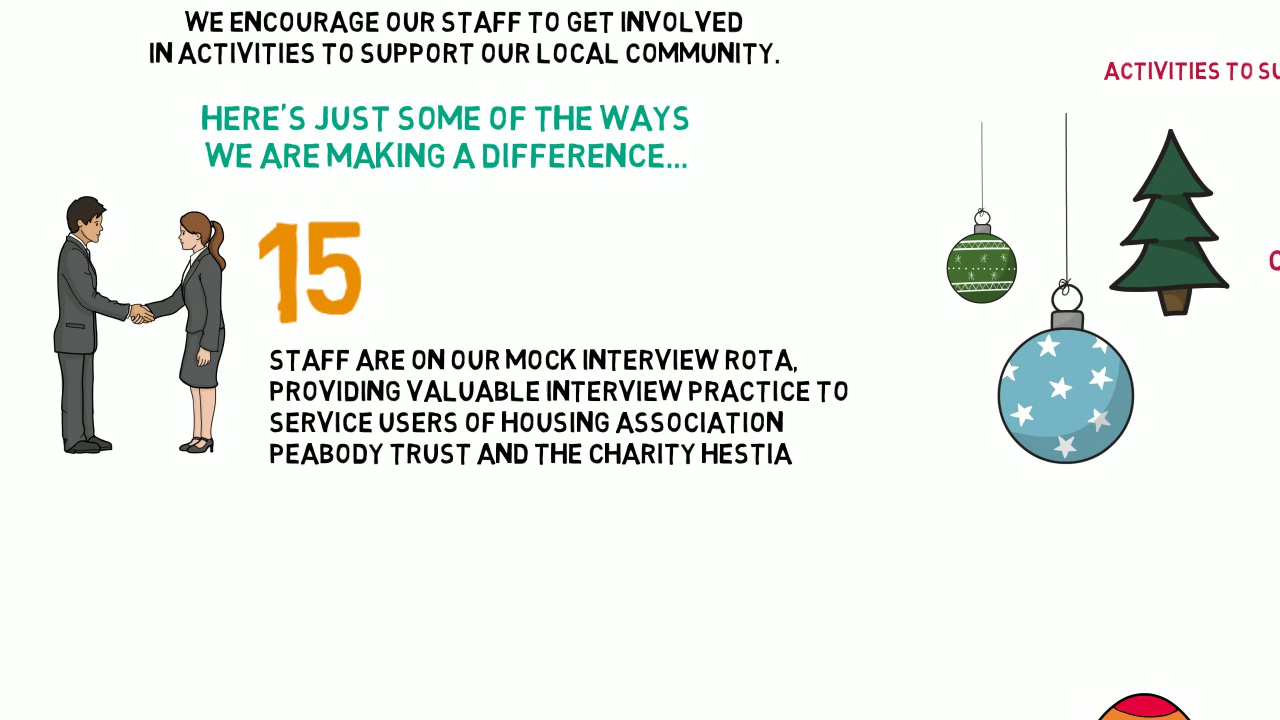 WE ENCOURAGE OUR STAFF TO GET INVOLVED
IN ACTIVITIES TO SUPPORT OUR LOCAL COMMUNITY.
HERE'S JUST SOME OF THE WAYS
WE ARE MAKING A DIFFERENCE...
15
STAFF ARE ON OUR MOCK INTERVIEW ROTA,
PROVIDING VALUABLE INTERVIEW PRACTICE TO
SERVICE USERS OF HOUSING ASSOCIATION
PEABODY TRUST AND THE CHARITY HESTIA
ACTIVITIES TO